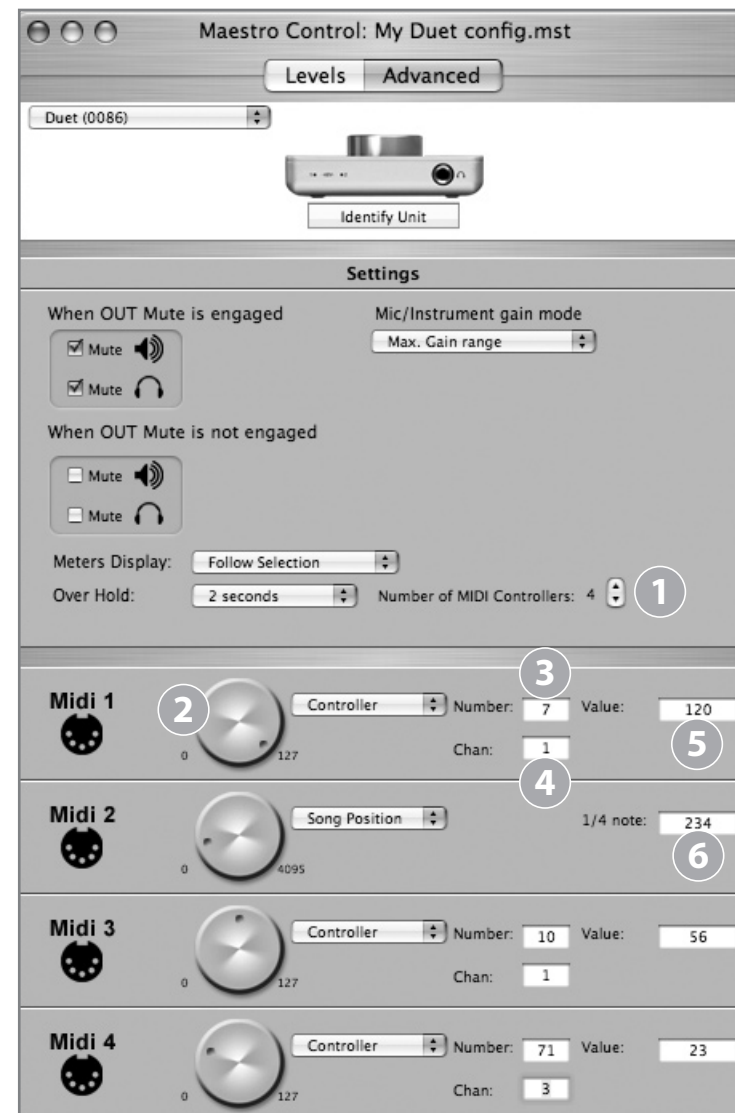 Maestro Control: My Duet config.mst
Levels Advanced
Duet (0086)
Identify Unit
Settings
When OUT Mute is engaged Mic/Instrument gain mode
Mute Max. Gain range
Mute
When OUT Mute is not engaged
Mute
Mute
Meters Display: Follow Selection
Over Hold: 2 seconds Number of MIDI Controllers: 4 1
3
Midi 1 2 Controller Number: 7 Value: 120
0 127 Chan: 1 5
4
Midi 2 Song Position 1/4 note: 234
0 4095 6
Midi 3 Controller Number: 10 Value: 56
0 127 Chan: 1
Midi 4 Controller Number: 71 Value: 23
0 127 Chan: 3